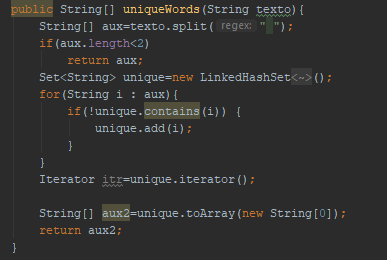 public String[] uniqueWords(String texto){
String[] aux=texto.split( regex: " ");
if(aux.length<2)
return aux;
Set<String> unique=new LinkedHashSet<~>();
for(String i : aux){
if(!unique.contains(i)) {
unique.add(i);
}
}
Iterator itr=unique.iterator();
String[] aux2=unique.toArray(new String[0]);
return aux2;
}